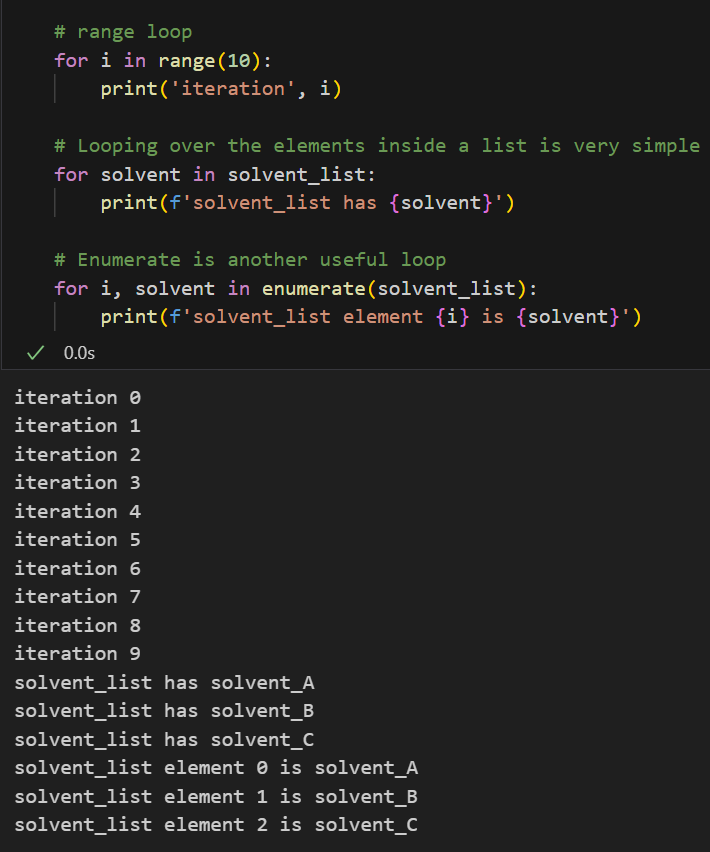 # range loop
for i in range(10):
    print('iteration', i)
# Looping over the elements inside a list is very simple
for solvent in solvent_list:
    print(f'solvent_list has {solvent}')
# Enumerate is another useful loop
for i, solvent in enumerate(solvent_list):
    print(f'solvent_list element {i} is {solvent}')
0.0s
iteration 0
iteration 1
iteration 2
iteration 3
iteration 4
iteration 5
iteration 6
iteration 7
iteration 8
iteration 9
solvent_list has solvent_A
solvent_list has solvent_B
solvent_list has solvent_C
solvent_list element 0 is solvent_A
solvent_list element 1 is solvent_B
solvent_list element 2 is solvent_C